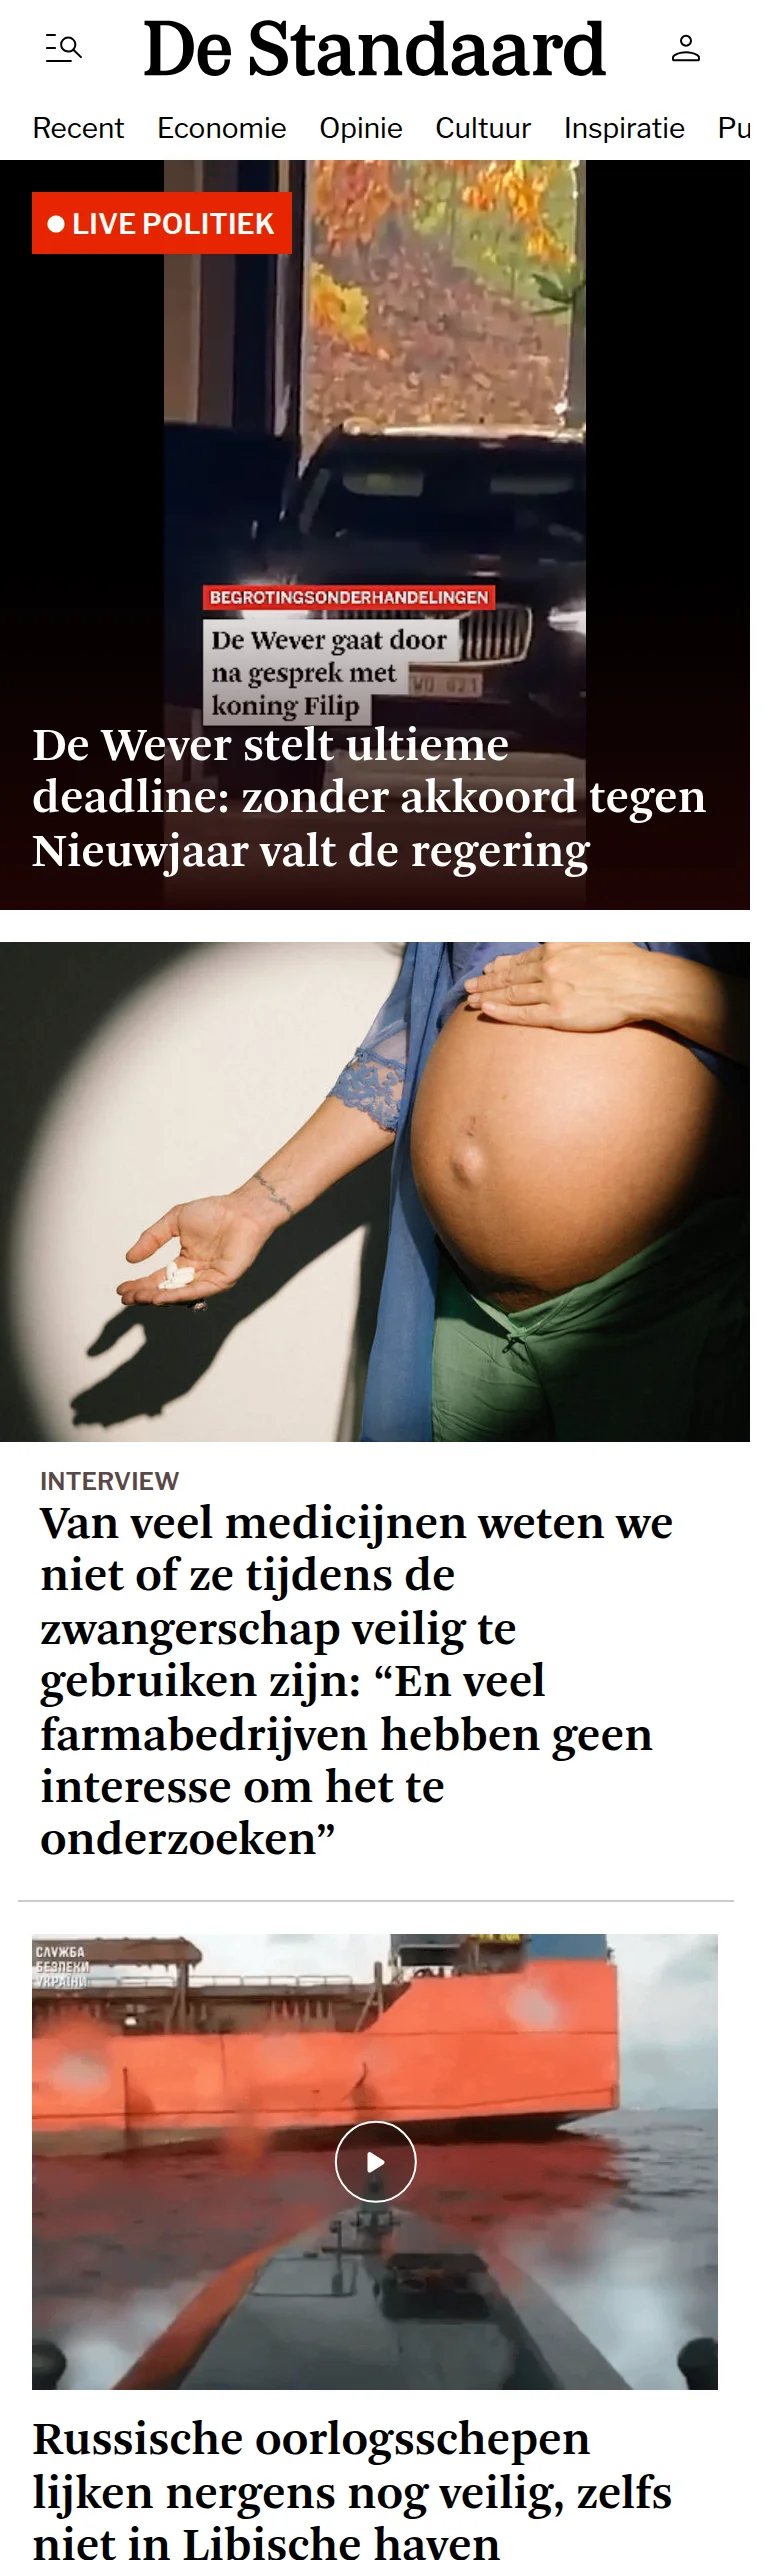 De Standaard
Recent Economie Opinie Cultuur Inspiratie Pu
LIVE POLITIEK
BEGROTINGSONDERHANDELINGEN
De Wever gaat door
na gesprek met
koning Filip
De Wever stelt ultieme
deadline: zonder akkoord tegen
Nieuwjaar valt de regering
INTERVIEW
Van veel medicijnen weten we
niet of ze tijdens de
zwangerschap veilig te
gebruiken zijn: “En veel
farmabedrijven hebben geen
interesse om het te
onderzoeken”
СЛУЖБА
БЕЗПЕКИ
УКРАЇНИ
Russische oorlogsschepen
lijken nergens nog veilig, zelfs
niet in Libische haven